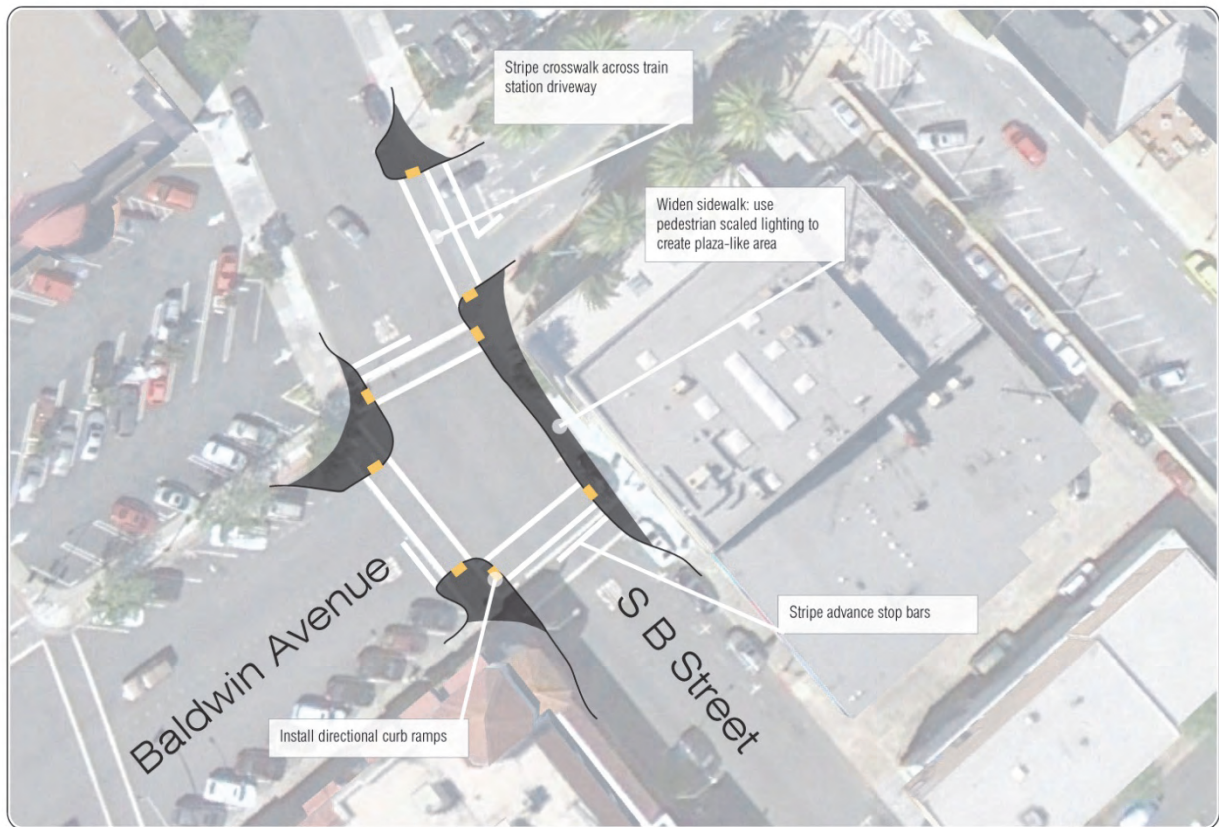 Stripe crosswalk across train
station driveway
Widen sidewalk: use
pedestrian scaled lighting to
create plaza-like area
Baldwin Avenue
S B Street
Stripe advance stop bars
Install directional curb ramps